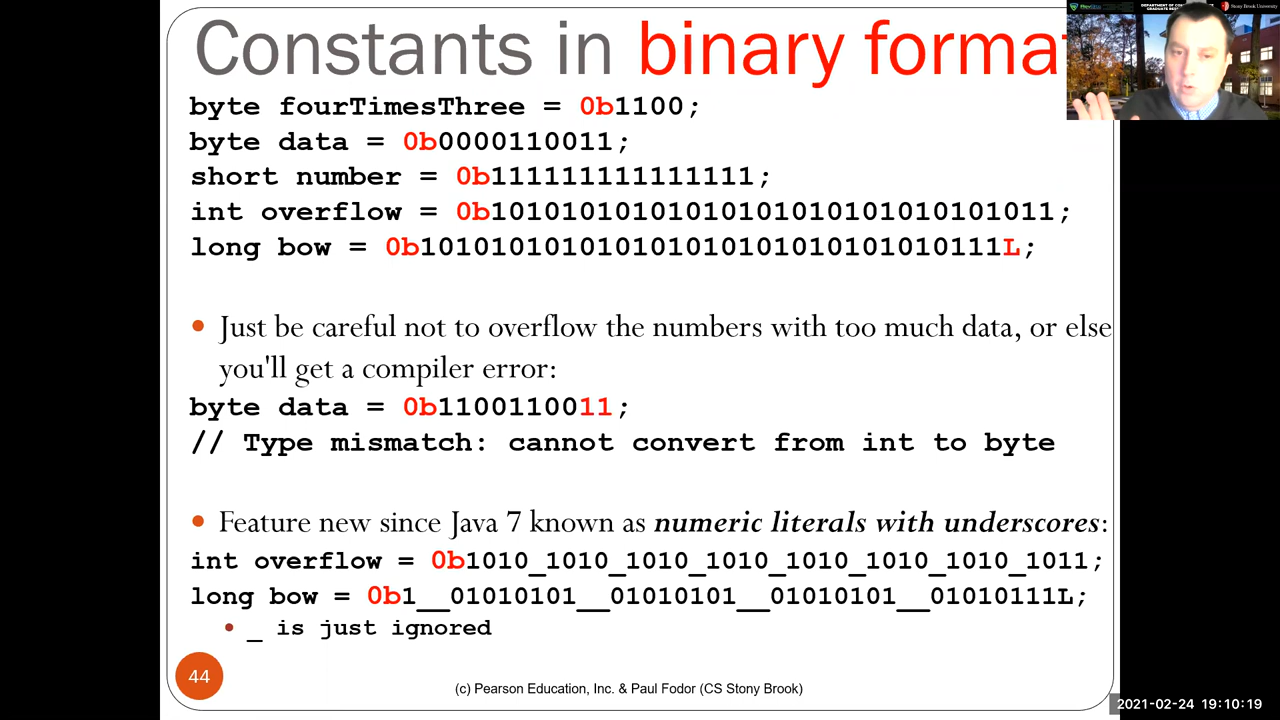 Constants in binary format
byte fourTimesThree = 0b1100;
byte data = 0b0000110011;
short number = 0b111111111111111;
int overflow = 0b10101010101010101010101010101011;
long bow = 0b101010101010101010101010101010111L;
Just be careful not to overflow the numbers with too much data, or else
you'll get a compiler error:
byte data = 0b1100110011;
// Type mismatch: cannot convert from int to byte
Feature new since Java 7 known as numeric literals with underscores:
int overflow = 0b1010_1010_1010_1010_1010_1010_1010_1011;
long bow = 0b1__01010101__01010101__01010101__01010111L;
_ is just ignored
44
(c) Pearson Education, Inc. & Paul Fodor (CS Stony Brook)
Stony Brook University
2021-02-24 19:10:19